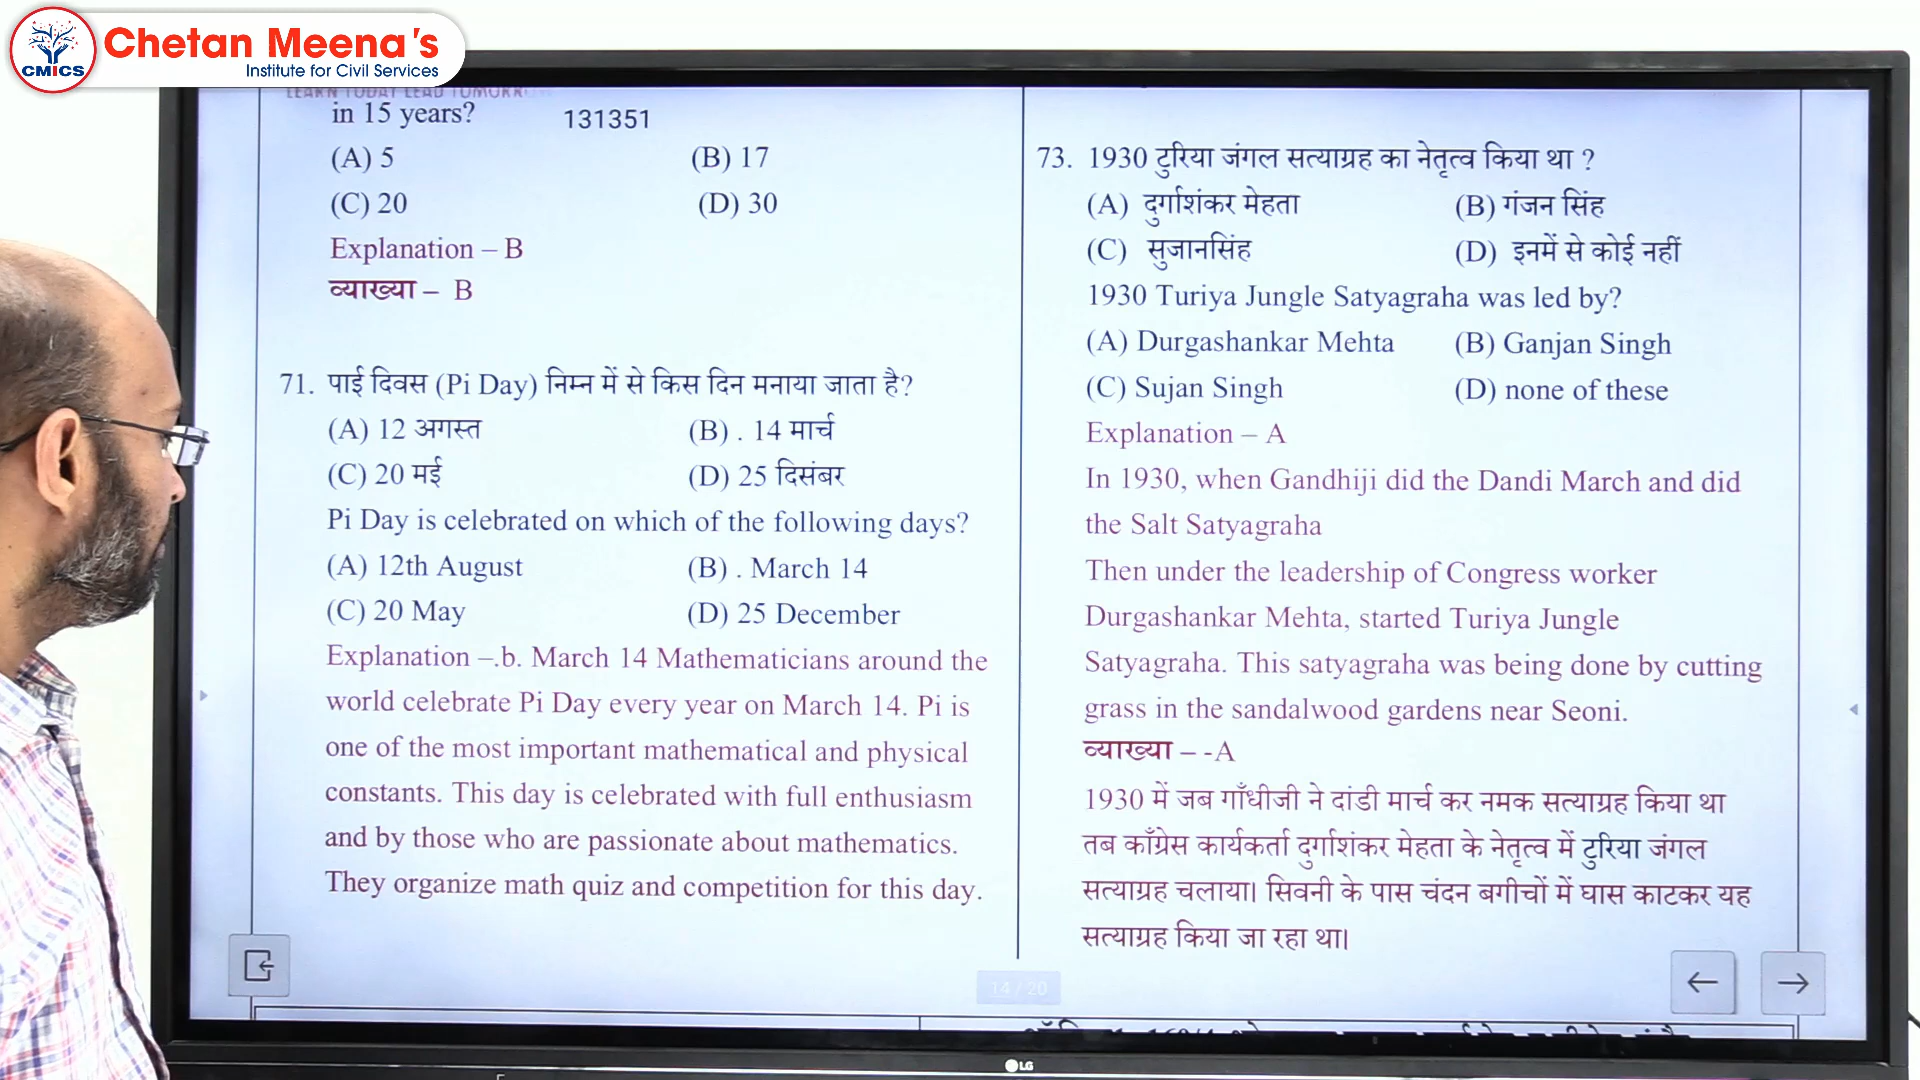 Chetan Meena's
Institute for Civil Services
CMICS
LEARN TODAY LEAD TOMORROW
in 15 years? 131351
(A) 5 (B) 17
(C) 20 (D) 30
Explanation – B
व्याख्या – B
71. पाई दिवस (Pi Day) निम्न में से किस दिन मनाया जाता है?
(A) 12 अगस्त (B) . 14 मार्च
(C) 20 मई (D) 25 दिसंबर
Pi Day is celebrated on which of the following days?
(A) 12th August (B) . March 14
(C) 20 May (D) 25 December
Explanation –.b. March 14 Mathematicians around the
world celebrate Pi Day every year on March 14. Pi is
one of the most important mathematical and physical
constants. This day is celebrated with full enthusiasm
and by those who are passionate about mathematics.
They organize math quiz and competition for this day.
73. 1930 टुरिया जंगल सत्याग्रह का नेतृत्व किया था ?
(A) दुर्गाशंकर मेहता (B) गंजन सिंह
(C) सुजानसिंह (D) इनमें से कोई नहीं
1930 Turiya Jungle Satyagraha was led by?
(A) Durgashankar Mehta (B) Ganjan Singh
(C) Sujan Singh (D) none of these
Explanation – A
In 1930, when Gandhiji did the Dandi March and did
the Salt Satyagraha
Then under the leadership of Congress worker
Durgashankar Mehta, started Turiya Jungle
Satyagraha. This satyagraha was being done by cutting
grass in the sandalwood gardens near Seoni.
व्याख्या – -A
1930 में जब गाँधीजी ने दांडी मार्च कर नमक सत्याग्रह किया था
तब काँग्रेस कार्यकर्ता दुर्गाशंकर मेहता के नेतृत्व में टुरिया जंगल
सत्याग्रह चलाया। सिवनी के पास चंदन बगीचों में घास काटकर यह
सत्याग्रह किया जा रहा था।
14 / 20
LG